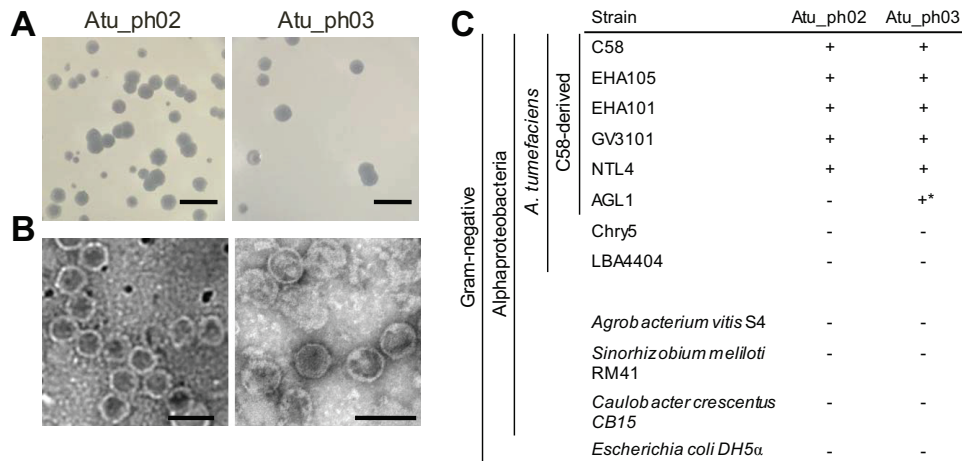 A
Atu_ph02
Atu_ph03
B
C
Strain Atu_ph02 Atu_ph03
C58 + +
EHA105 + +
EHA101 + +
GV3101 + +
NTL4 + +
AGL1 - +*
Chry5 - -
LBA4404 - -
Agrobacterium vitis S4 - -
Sinorhizobium meliloti - -
RM41
Caulobacter crescentus - -
CB15
Escherichia coli DH5α - -
Gram-negative
Alphaproteobacteria
A. tumefaciens
C58-derived